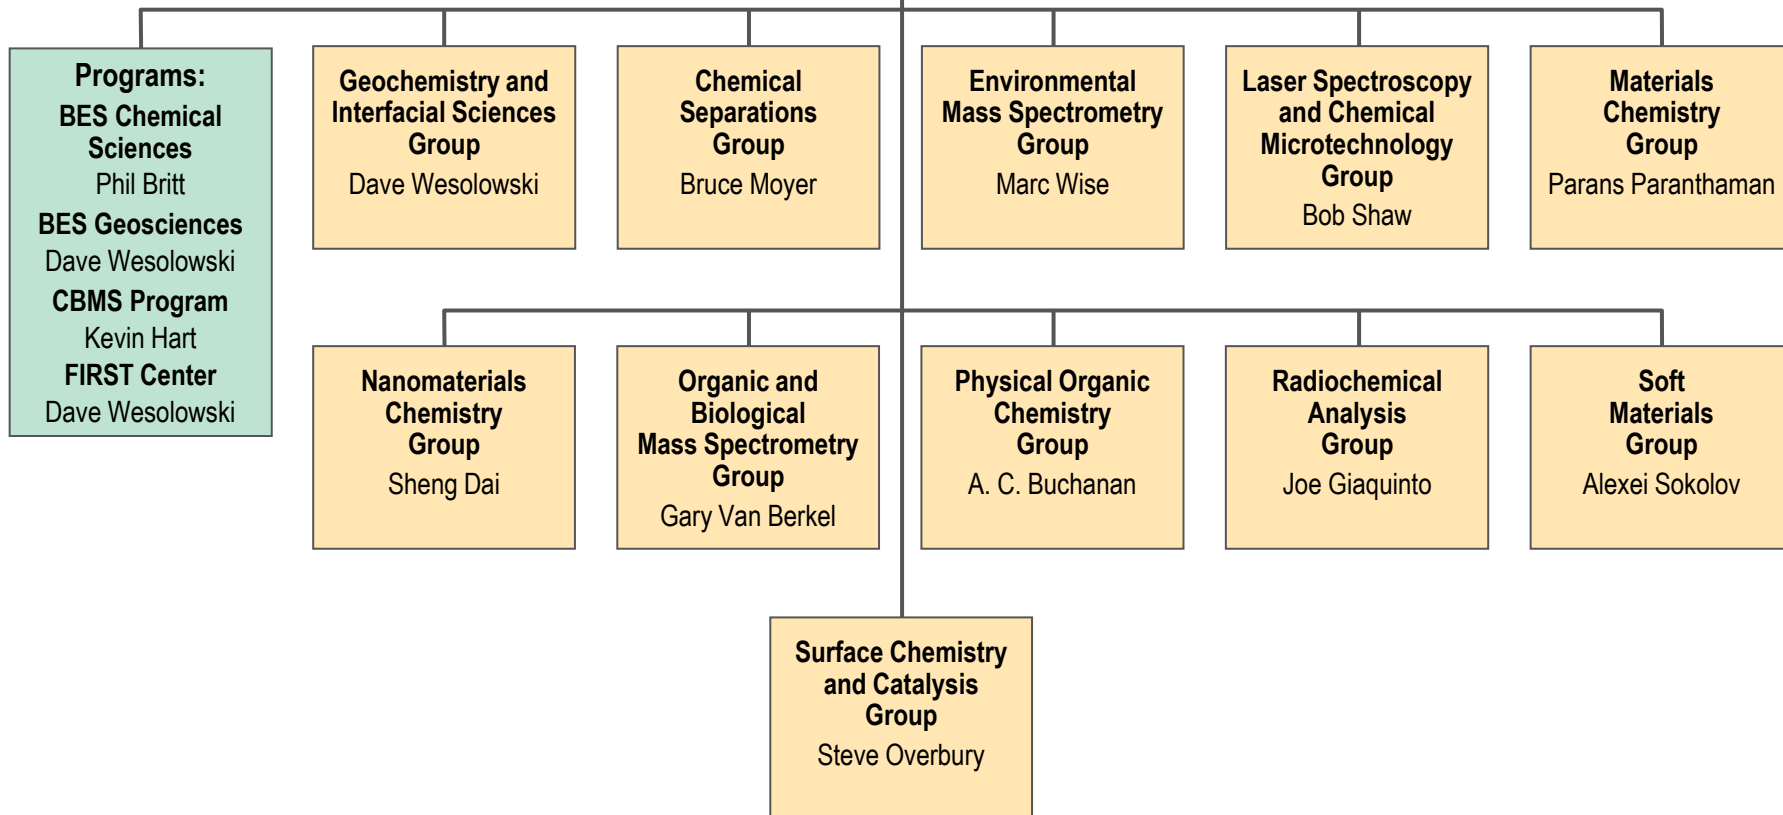 Programs:
BES Chemical
Sciences
Phil Britt
BES Geosciences
Dave Wesolowski
CBMS Program
Kevin Hart
FIRST Center
Dave Wesolowski
Geochemistry and
Interfacial Sciences
Group
Dave Wesolowski
Chemical
Separations
Group
Bruce Moyer
Environmental
Mass Spectrometry
Group
Marc Wise
Laser Spectroscopy
and Chemical
Microtechnology
Group
Bob Shaw
Materials
Chemistry
Group
Parans Paranthaman
Nanomaterials
Chemistry
Group
Sheng Dai
Organic and
Biological
Mass Spectrometry
Group
Gary Van Berkel
Physical Organic
Chemistry
Group
A. C. Buchanan
Radiochemical
Analysis
Group
Joe Giaquinto
Soft
Materials
Group
Alexei Sokolov
Surface Chemistry
and Catalysis
Group
Steve Overbury